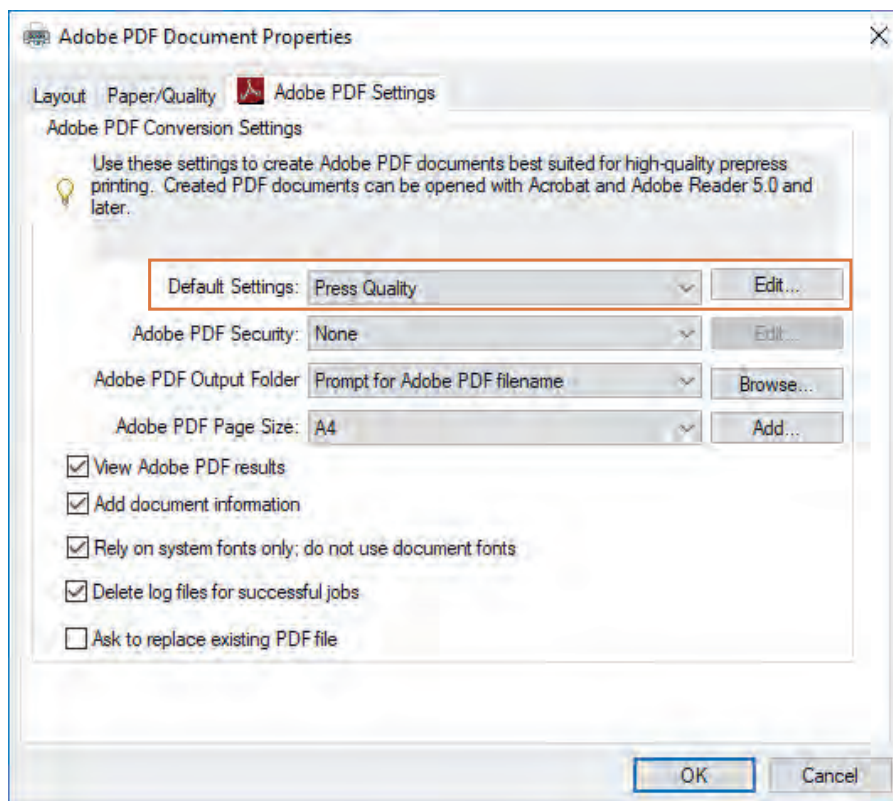 Adobe PDF Document Properties
Layout Paper/Quality Adobe PDF Settings
Adobe PDF Conversion Settings
Use these settings to create Adobe PDF documents best suited for high-quality prepress
printing. Created PDF documents can be opened with Acrobat and Adobe Reader 5.0 and
later.
Default Settings: Press Quality Edit...
Adobe PDF Security: None Edit...
Adobe PDF Output Folder Prompt for Adobe PDF filename Browse...
Adobe PDF Page Size: A4 Add...
View Adobe PDF results
Add document information
Rely on system fonts only; do not use document fonts
Delete log files for successful jobs
Ask to replace existing PDF file
OK Cancel